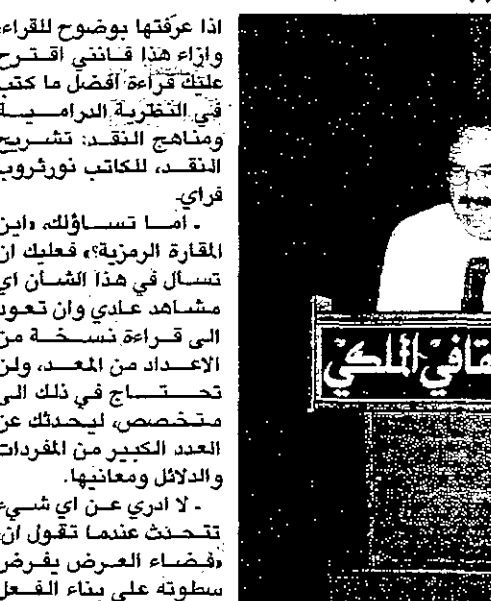 اذا عرّفتها بوضوح للقراء،
وازاء هذا فانني اقترح
عليك قراءة افضل ما كتب
في النظرية الدرامية
ومناهج النقد: تشريح
النقد، للكاتب نورثروب
فراي.
ـ أما تساؤلك، «اين
المقارة الرمزية؟» فعليك ان
تسال في هذا الشأن اي
مشاهد عادي وان تعود
الى قراءة نسخة من
الاعداد من المعد، ولن
تحتاج في ذلك الى
متخصص، ليحدثك عن
العدد الكبير من المفردات
والدلائل ومعانيها.
ـ لا ادري عن اي شيء
تتحدث عندما تقول ان
«فضاء العرض يفرض
سطوته على بناء الفعل
قافي الملكي